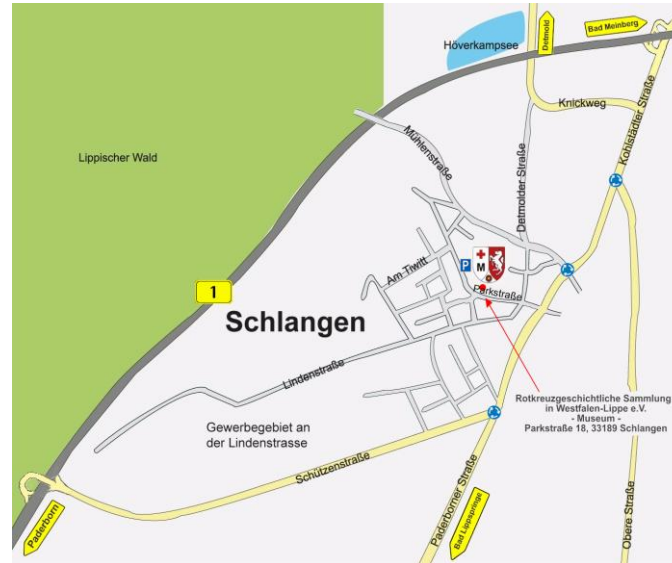 Bad Meinberg
Detmold
Höverkampsee
Knickweg
Kohlstädter Straße
Mühlenstraße
Lippischer Wald
Detmolder Straße
P
M
Am Tiwitt
Parkstraße
1
Schlangen
Lindenstraße
Rotkreuzgeschichtliche Sammlung
in Westfalen-Lippe e.V.
- Museum -
Parkstraße 18, 33189 Schlangen
Gewerbegebiet an
der Lindenstrasse
Schützenstraße
Paderborner Straße
Obere Straße
Paderborn
Bad Lippspringe